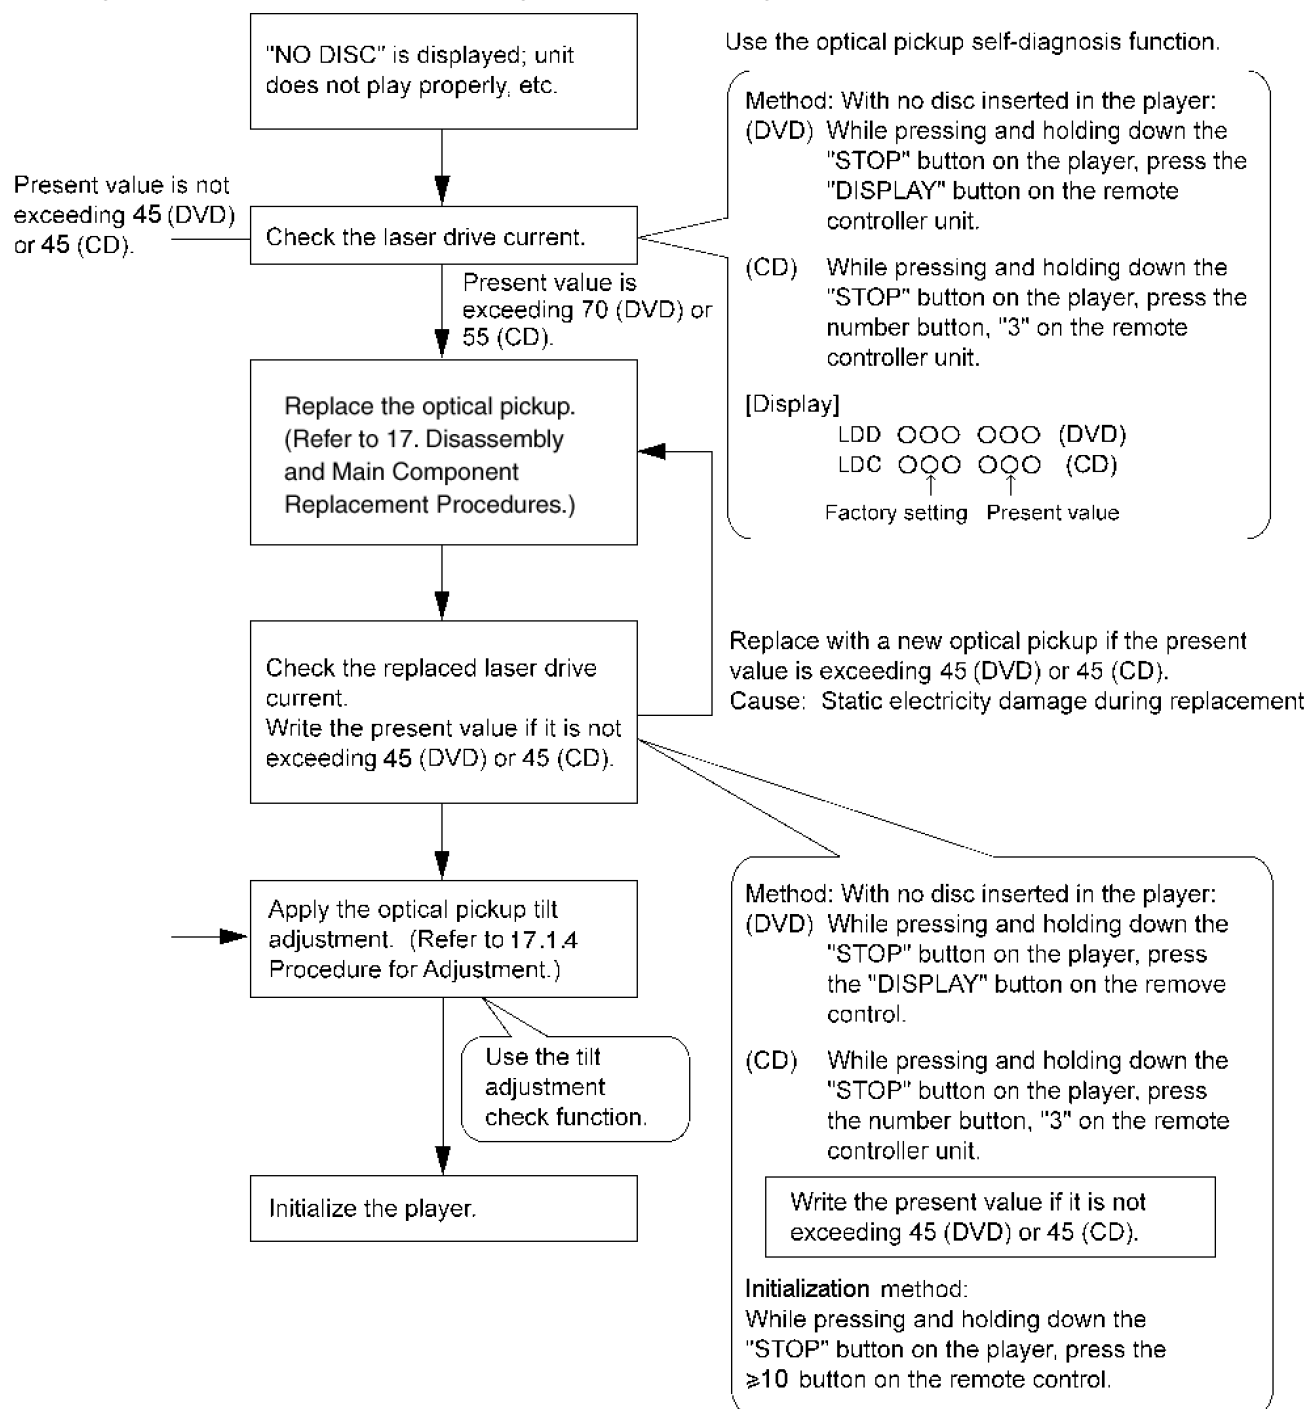 "NO DISC" is displayed; unit
does not play properly, etc.
Use the optical pickup self-diagnosis function.
Method: With no disc inserted in the player:
(DVD) While pressing and holding down the
"STOP" button on the player, press the
"DISPLAY" button on the remote
controller unit.
(CD) While pressing and holding down the
"STOP" button on the player, press the
number button, "3" on the remote
controller unit.
[Display]
LDD ○○○ ○○○ (DVD)
LDC ○○○ ○○○ (CD)
Factory setting Present value
Present value is not
exceeding 45 (DVD)
or 45 (CD).
Check the laser drive current.
Present value is
exceeding 70 (DVD) or
55 (CD).
Replace the optical pickup.
(Refer to 17. Disassembly
and Main Component
Replacement Procedures.)
Check the replaced laser drive
current.
Write the present value if it is not
exceeding 45 (DVD) or 45 (CD).
Replace with a new optical pickup if the present
value is exceeding 45 (DVD) or 45 (CD).
Cause: Static electricity damage during replacement
Apply the optical pickup tilt
adjustment. (Refer to 17.1.4
Procedure for Adjustment.)
Use the tilt
adjustment
check function.
Initialize the player.
Method: With no disc inserted in the player:
(DVD) While pressing and holding down the
"STOP" button on the player, press
the "DISPLAY" button on the remove
control.
(CD) While pressing and holding down the
"STOP" button on the player, press
the number button, "3" on the remote
controller unit.
Write the present value if it is not
exceeding 45 (DVD) or 45 (CD).
Initialization method:
While pressing and holding down the
"STOP" button on the player, press the
⩾10 button on the remote control.